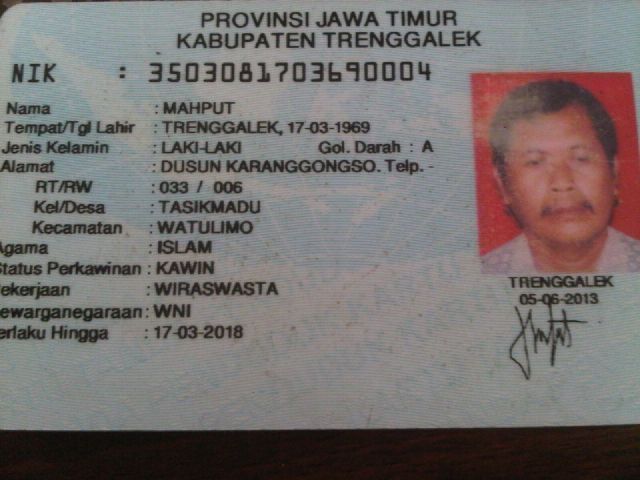 PROVINSI JAWA TIMUR
KABUPATEN TRENGGALEK
NIK : 3503081703690004
Nama : MAHPUT
Tempat/Tgl Lahir : TRENGGALEK, 17-03-1969
Jenis Kelamin : LAKI-LAKI Gol. Darah : A
Alamat : DUSUN KARANGGONGSO. Telp. -
RT/RW : 033 / 006
Kel/Desa : TASIKMADU
Kecamatan : WATULIMO
Agama : ISLAM
Status Perkawinan : KAWIN
ekerjaan : WIRASWASTA
ewarganegaraan : WNI
erlaku Hingga : 17-03-2018
TRENGGALEK
05-06-2013